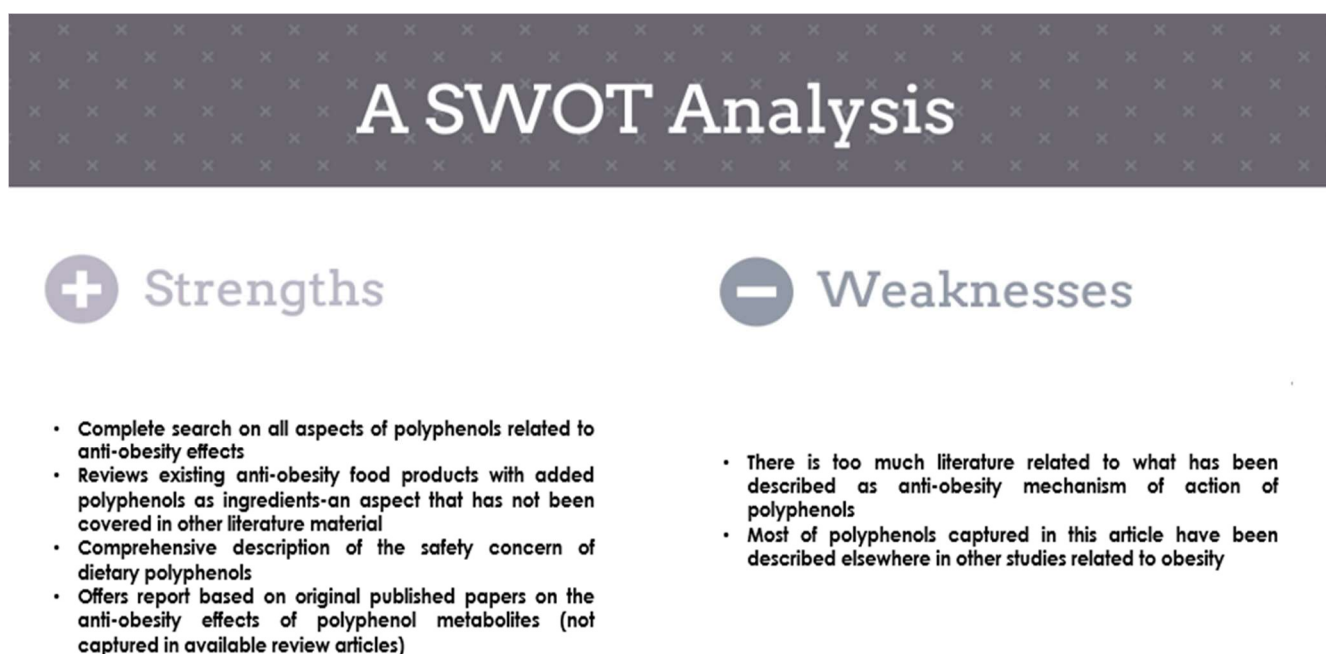 A SWOT Analysis
Strengths
• Complete search on all aspects of polyphenols related to
anti-obesity effects
• Reviews existing anti-obesity food products with added
polyphenols as ingredients-an aspect that has not been
covered in other literature material
• Comprehensive description of the safety concern of
dietary polyphenols
• Offers report based on original published papers on the
anti-obesity effects of polyphenol metabolites (not
captured in available review articles)
Weaknesses
• There is too much literature related to what has been
described as anti-obesity mechanism of action of
polyphenols
• Most of polyphenols captured in this article have been
described elsewhere in other studies related to obesity